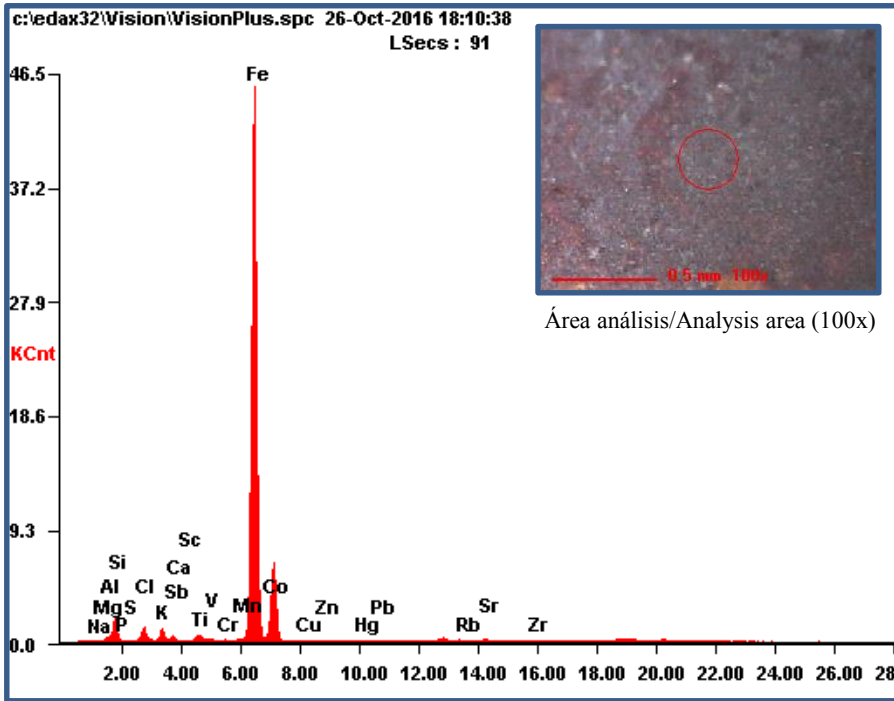 c:\edax32\Vision\VisionPlus.spc 26-Oct-2016 18:10:38
LSecs : 91
46.5
37.2
27.9
KCnt
18.6
9.3
0.0
Fe
Sc
Si
Ca
Al
Cl
Sb
Co
Mg
S
K
V
Mn
Zn
Pb
Sr
Na
P
Ti
Cr
Cu
Hg
Rb
Zr
2.00 4.00 6.00 8.00 10.00 12.00 14.00 16.00 18.00 20.00 22.00 24.00 26.00 28
0.5 mm 100x
Área análisis/Analysis area (100x)